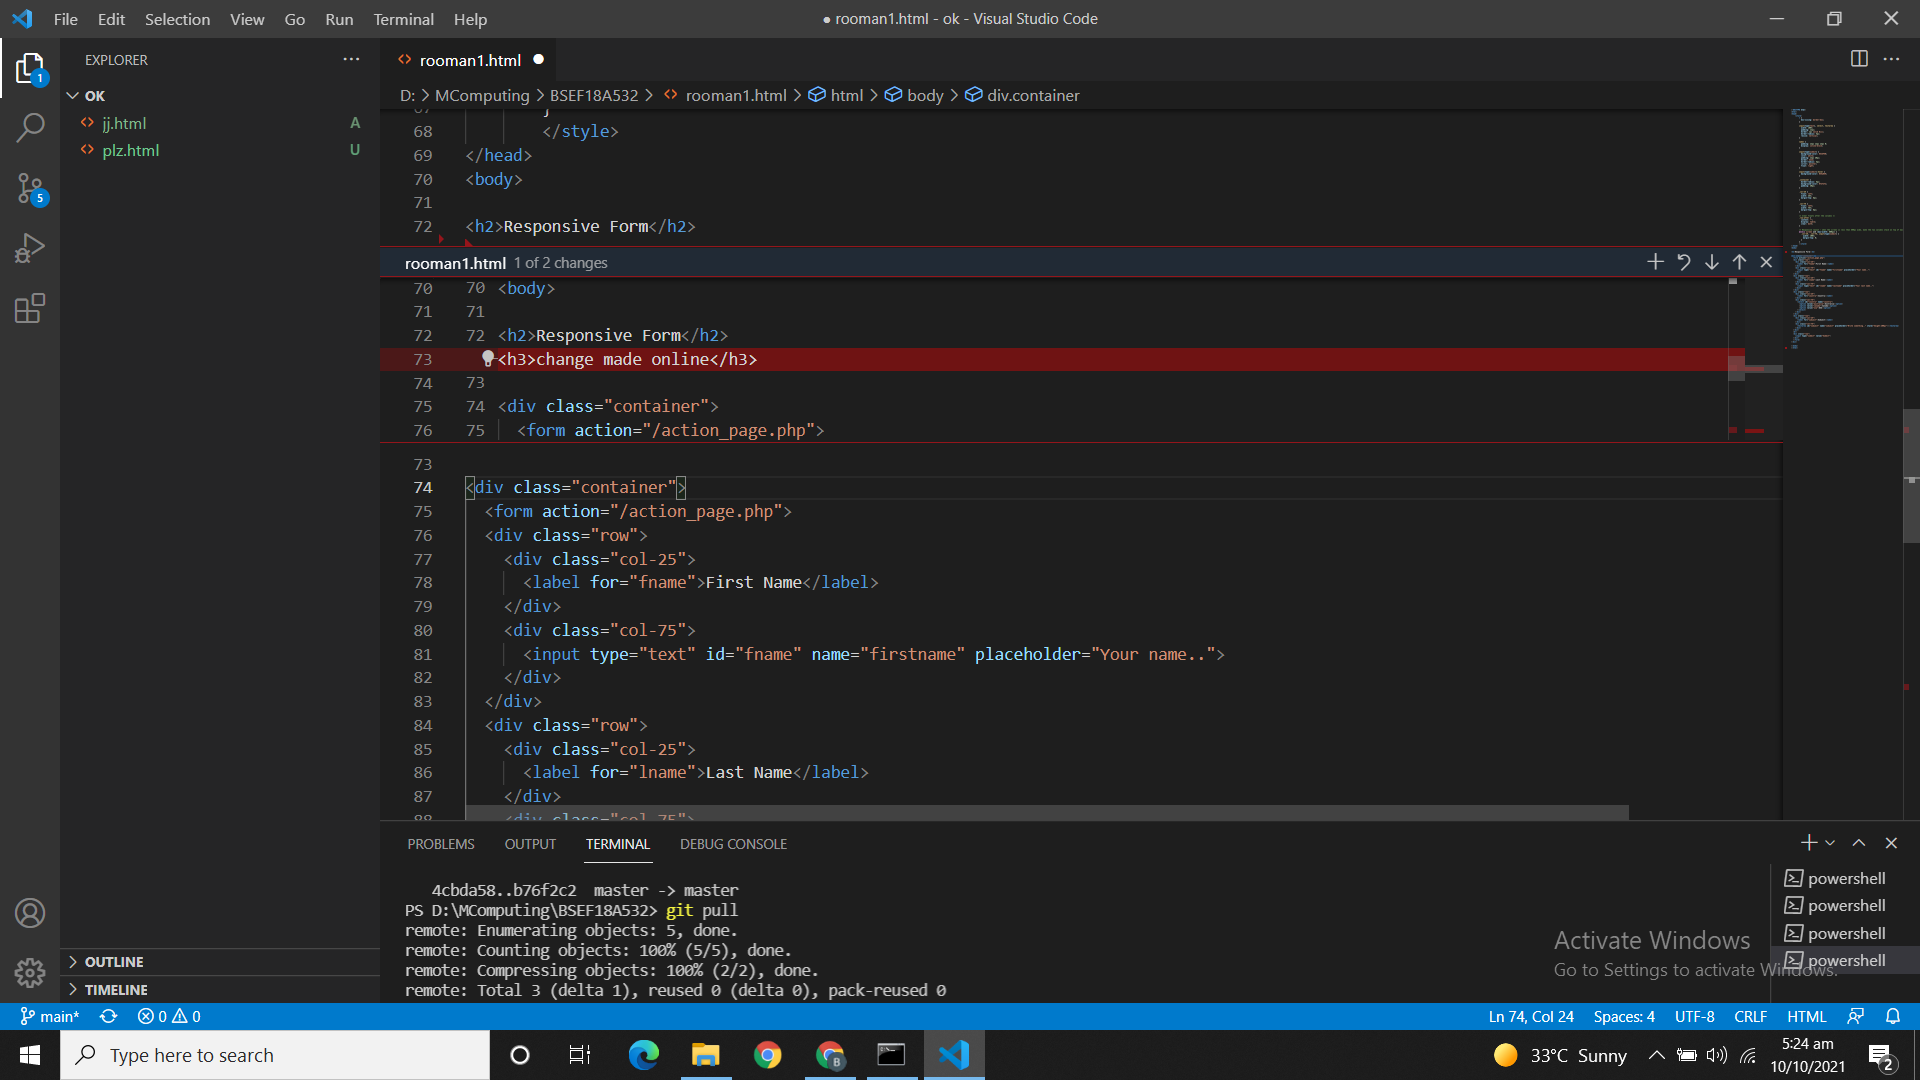 File Edit Selection View Go Run Terminal Help
● rooman1.html - ok - Visual Studio Code
EXPLORER
1
5
OK
jj.html A
plz.html U
OUTLINE
TIMELINE
rooman1.html
D: > MComputing > BSEF18A532 > rooman1.html > html > body > div.container
68 </style>
69 </head>
70 <body>
71
72 <h2>Responsive Form</h2>
rooman1.html 1 of 2 changes
70 70 <body>
71 71
72 72 <h2>Responsive Form</h2>
73 <h3>change made online</h3>
74 73
75 74 <div class="container">
76 75 <form action="/action_page.php">
73
74 <div class="container">
75 <form action="/action_page.php">
76 <div class="row">
77 <div class="col-25">
78 <label for="fname">First Name</label>
79 </div>
80 <div class="col-75">
81 <input type="text" id="fname" name="firstname" placeholder="Your name..">
82 </div>
83 </div>
84 <div class="row">
85 <div class="col-25">
86 <label for="lname">Last Name</label>
87 </div>
88 <div class="col-75">
PROBLEMS OUTPUT TERMINAL DEBUG CONSOLE
4cbda58..b76f2c2  master -> master
PS D:\MComputing\BSEF18A532> git pull
remote: Enumerating objects: 5, done.
remote: Counting objects: 100% (5/5), done.
remote: Compressing objects: 100% (2/2), done.
remote: Total 3 (delta 1), reused 0 (delta 0), pack-reused 0
powershell
powershell
powershell
powershell
Activate Windows
Go to Settings to activate Windows.
main* 0 0
Ln 74, Col 24 Spaces: 4 UTF-8 CRLF HTML
Type here to search
B
33°C Sunny
5:24 am
10/10/2021
2